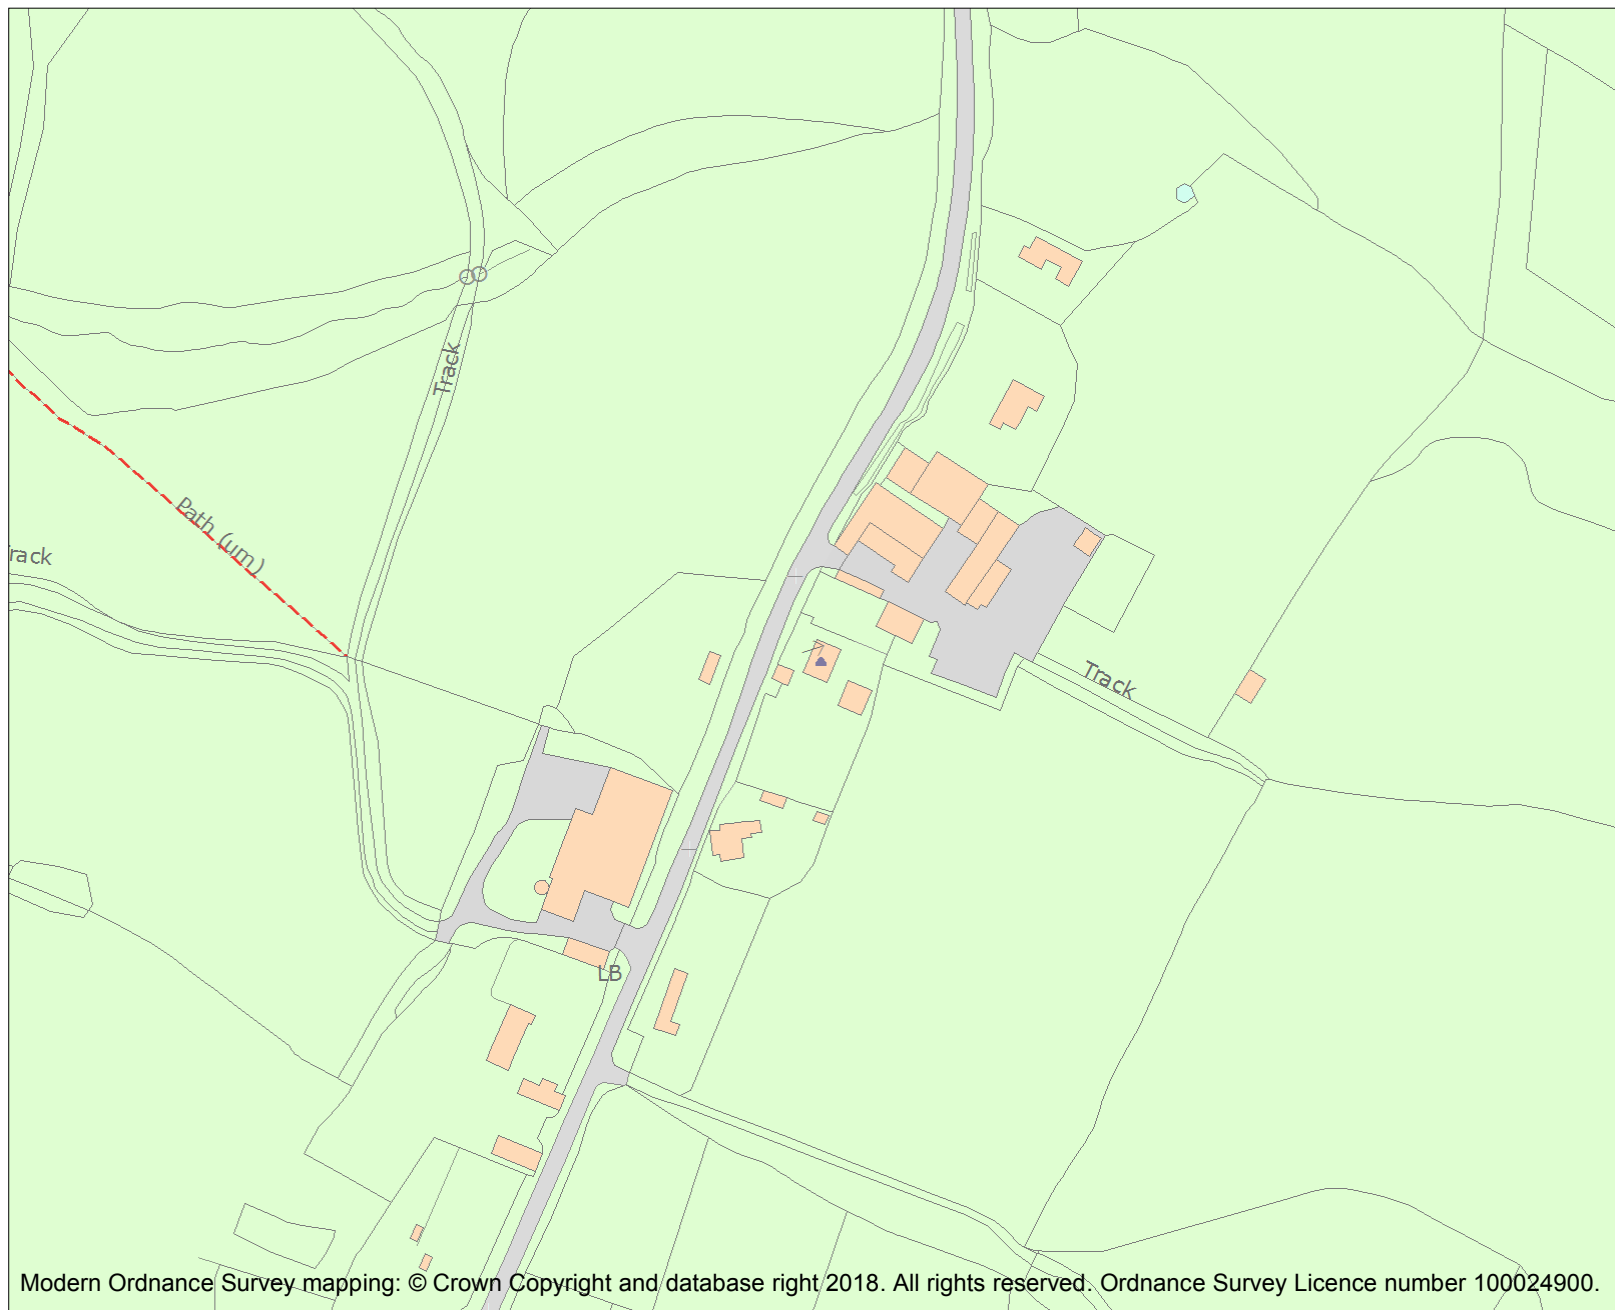 Track
Path (um)
rack
Track
LB
Modern Ordnance Survey mapping: © Crown Copyright and database right 2018. All rights reserved. Ordnance Survey Licence number 100024900.